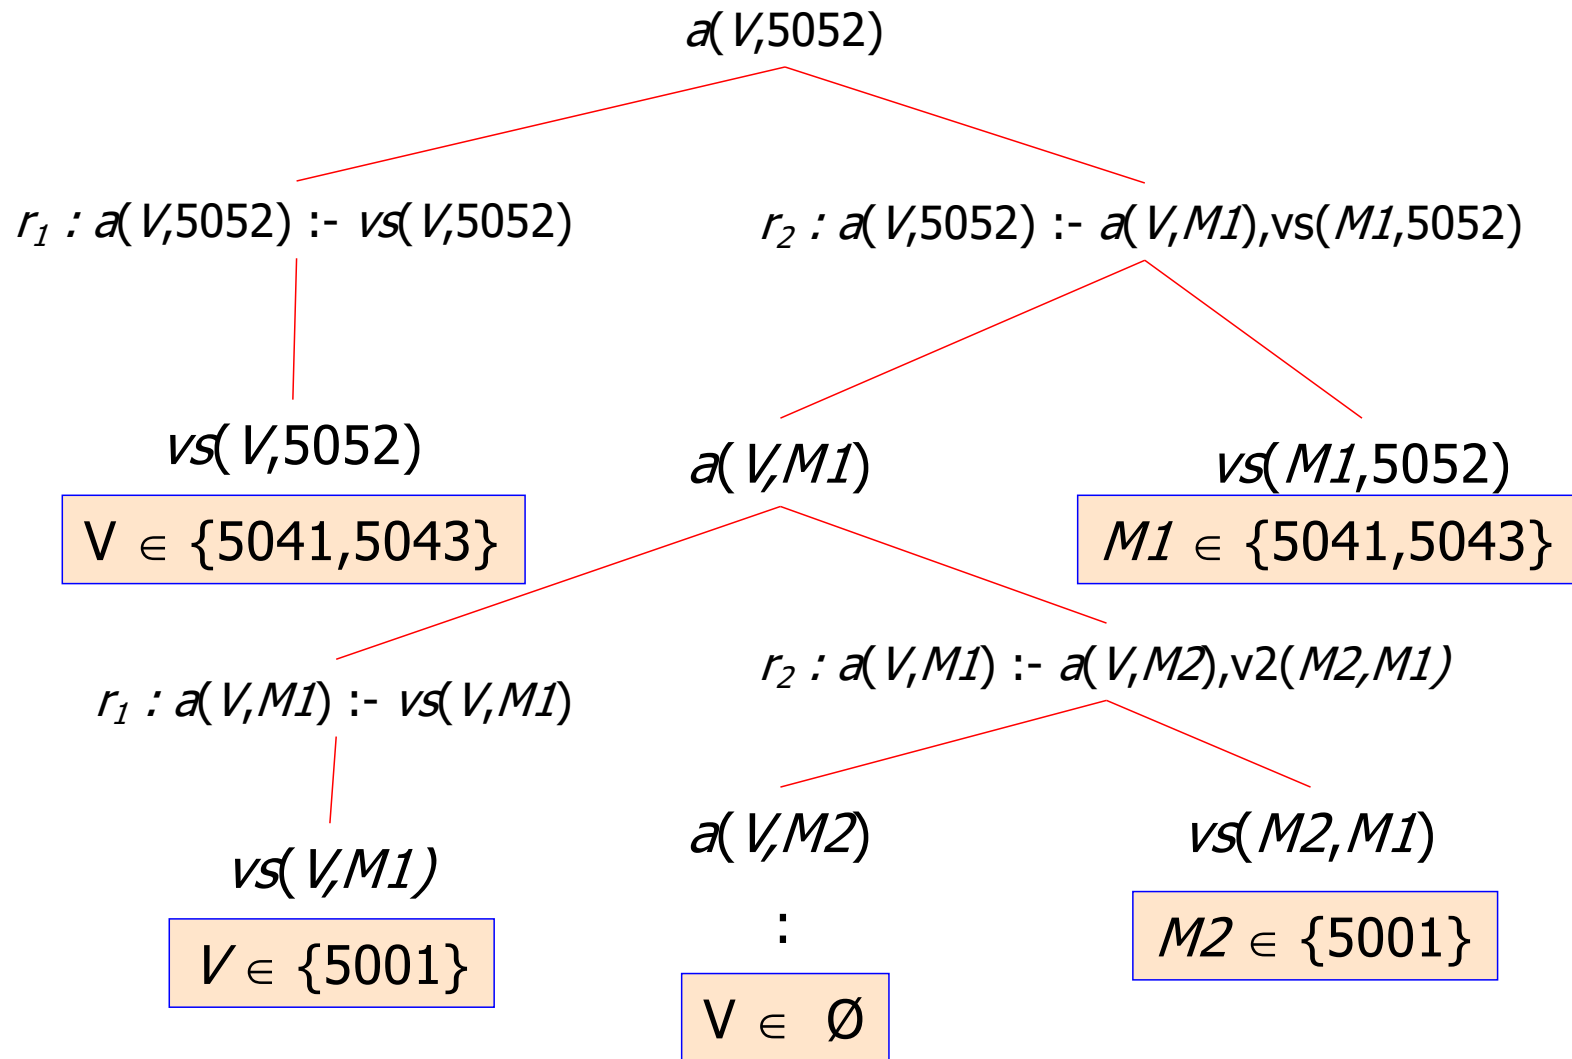 a(V,5052)
r1 : a(V,5052) :- vs(V,5052)
r2 : a(V,5052) :- a(V,M1),vs(M1,5052)
vs(V,5052)
V ∈ {5041,5043}
a(V,M1)
vs(M1,5052)
M1 ∈ {5041,5043}
r1 : a(V,M1) :- vs(V,M1)
r2 : a(V,M1) :- a(V,M2),v2(M2,M1)
vs(V,M1)
V ∈ {5001}
a(V,M2)
:
V ∈ Ø
vs(M2,M1)
M2 ∈ {5001}